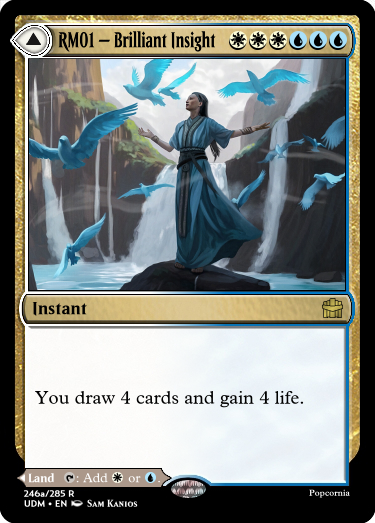 RM01 – Brilliant Insight
Instant
You draw 4 cards and gain 4 life.
Land : Add or .
246a/285 R
Popcornia
UDM • EN Sam Kanios